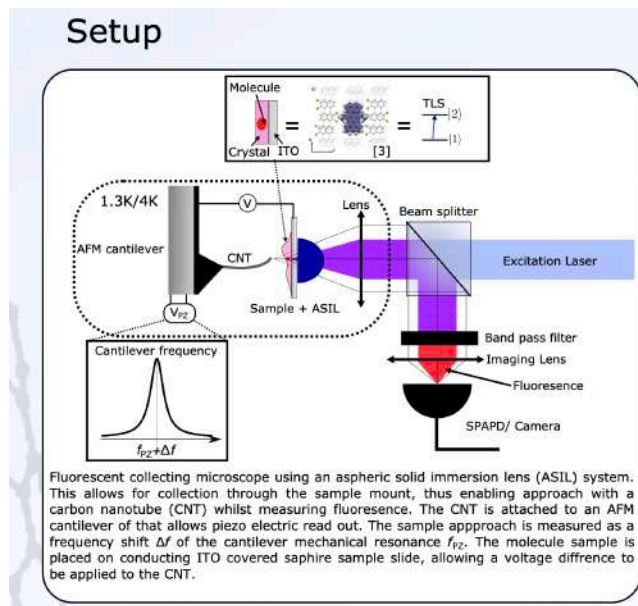 Setup
Molecule
Crystal ITO
=
[3]
=
TLS
|2⟩
|1⟩
1.3K/4K
V
Lens
Beam splitter
AFM cantilever
CNT
Excitation Laser
Sample + ASIL
V_PZ
Band pass filter
Cantilever frequency
Imaging Lens
Fluoresence
f_PZ+Δf
SPAPD/ Camera
Fluorescent collecting microscope using an aspheric solid immersion lens (ASIL) system.
This allows for collection through the sample mount, thus enabling approach with a
carbon nanotube (CNT) whilst measuring fluoresence. The CNT is attached to an AFM
cantilever of that allows piezo electric read out. The sample appproach is measured as a
frequency shift Δf of the cantilever mechanical resonance f_PZ. The molecule sample is
placed on conducting ITO covered saphire sample slide, allowing a voltage diffrence to
be applied to the CNT.